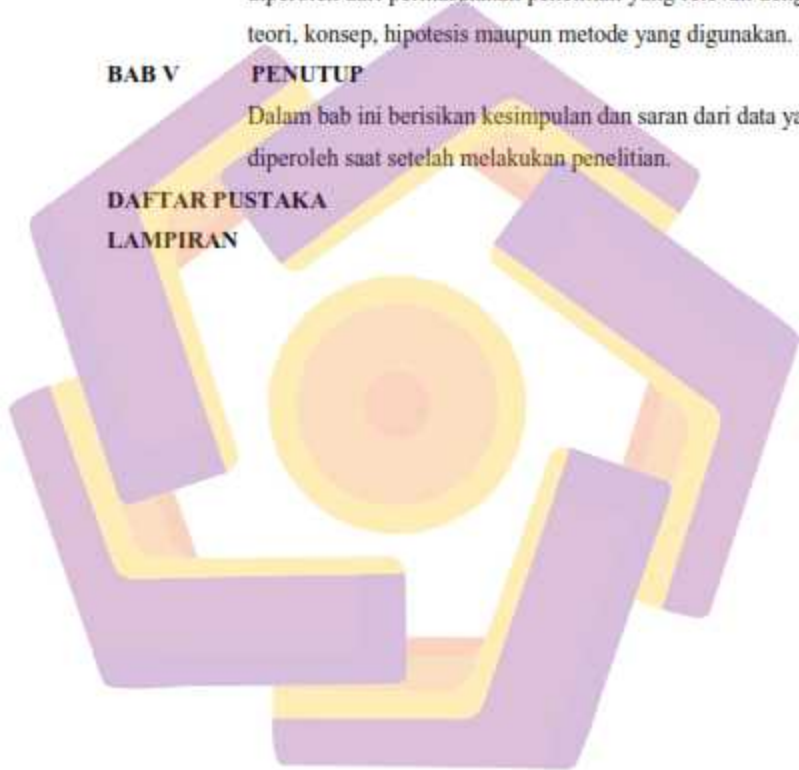 teori, konsep, hipotesis maupun metode yang digunakan.
BAB V PENUTUP
Dalam bab ini berisikan kesimpulan dan saran dari data ya
diperoleh saat setelah melakukan penelitian.
DAFTAR PUSTAKA
LAMPIRAN